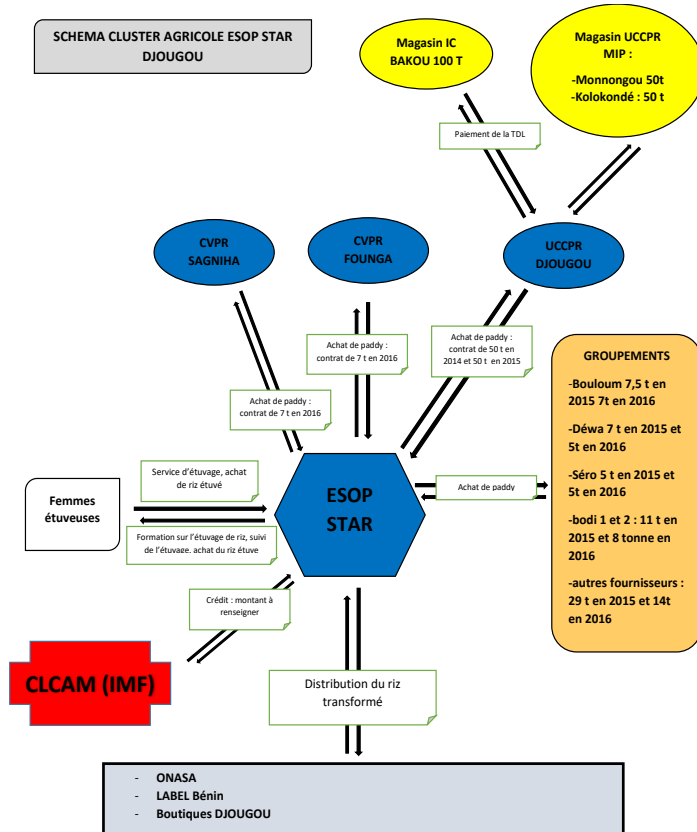 SCHEMA CLUSTER AGRICOLE ESOP STAR
DJOUGOU
Magasin IC
BAKOU 100 T
Magasin UCCPR
MIP :
-Monnongou 50t
-Kolokondé : 50 t
Paiement de la TDL
CVPR
SAGNIHA
CVPR
FOUNGA
UCCPR
DJOUGOU
Achat de paddy :
contrat de 7 t en 2016
Achat de paddy :
contrat de 7 t en 2016
Achat de paddy :
contrat de 50 t en
2014 et 50 t en 2015
GROUPEMENTS
-Bouloum 7,5 t en
2015 7t en 2016
-Déwa 7 t en 2015 et
5t en 2016
-Séro 5 t en 2015 et
5t en 2016
-bodi 1 et 2 : 11 t en
2015 et 8 tonne en
2016
-autres fournisseurs :
29 t en 2015 et 14t
en 2016
Femmes
étuveuses
Service d'étuvage, achat
de riz étuvé
Formation sur l'étuvage de riz, suivi
de l'étuvage. achat du riz étuve
ESOP
STAR
Achat de paddy
Crédit : montant à
renseigner
CLCAM (IMF)
Distribution du riz
transformé
- ONASA
- LABEL Bénin
- Boutiques DJOUGOU